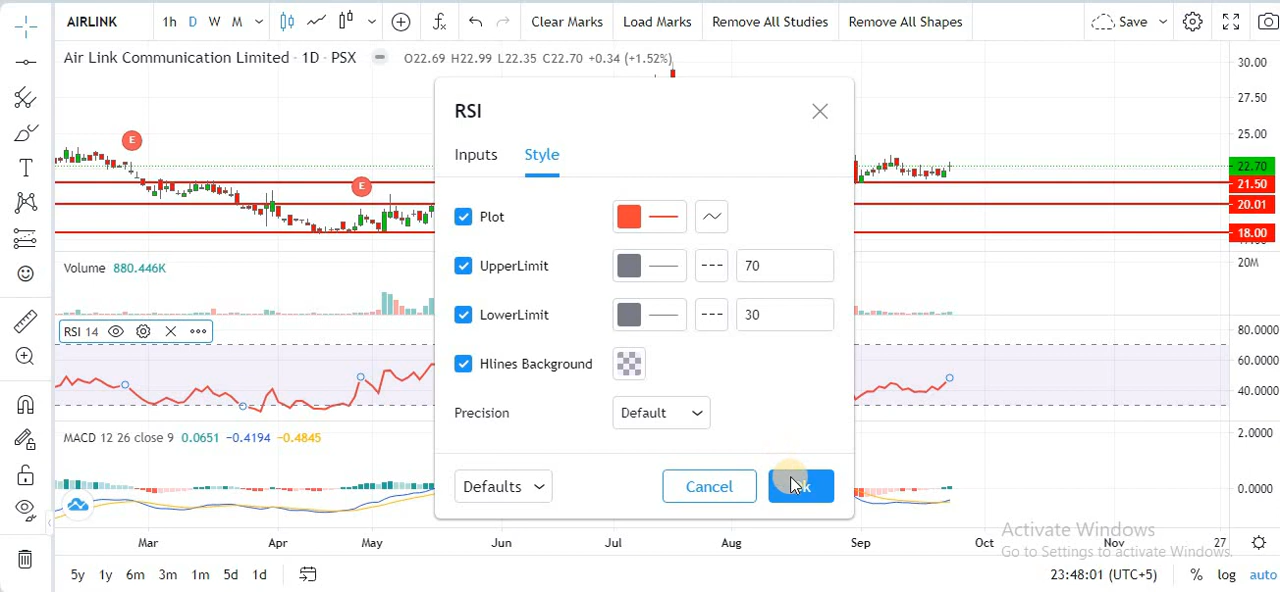 AIRLINK 1h D W M Clear Marks Load Marks Remove All Studies Remove All Shapes Save
Air Link Communication Limited · 1D · PSX O22.69 H22.99 L22.35 C22.70 +0.34 (+1.52%)
30.00
27.50
25.00
E
E
22.70
21.50
20.01
18.00
Volume 880.446K
20M
RSI 14
80.0000
60.0000
40.0000
MACD 12 26 close 9 0.0651 −0.4194 −0.4845
2.0000
0.0000
RSI
Inputs Style
Plot
UpperLimit 70
LowerLimit 30
Hlines Background
Precision Default
Defaults Cancel
Mar Apr May Jun Jul Aug Sep Oct Nov 27
Activate Windows
Go to Settings to activate Windows.
5y 1y 6m 3m 1m 5d 1d 23:48:01 (UTC+5) % log auto